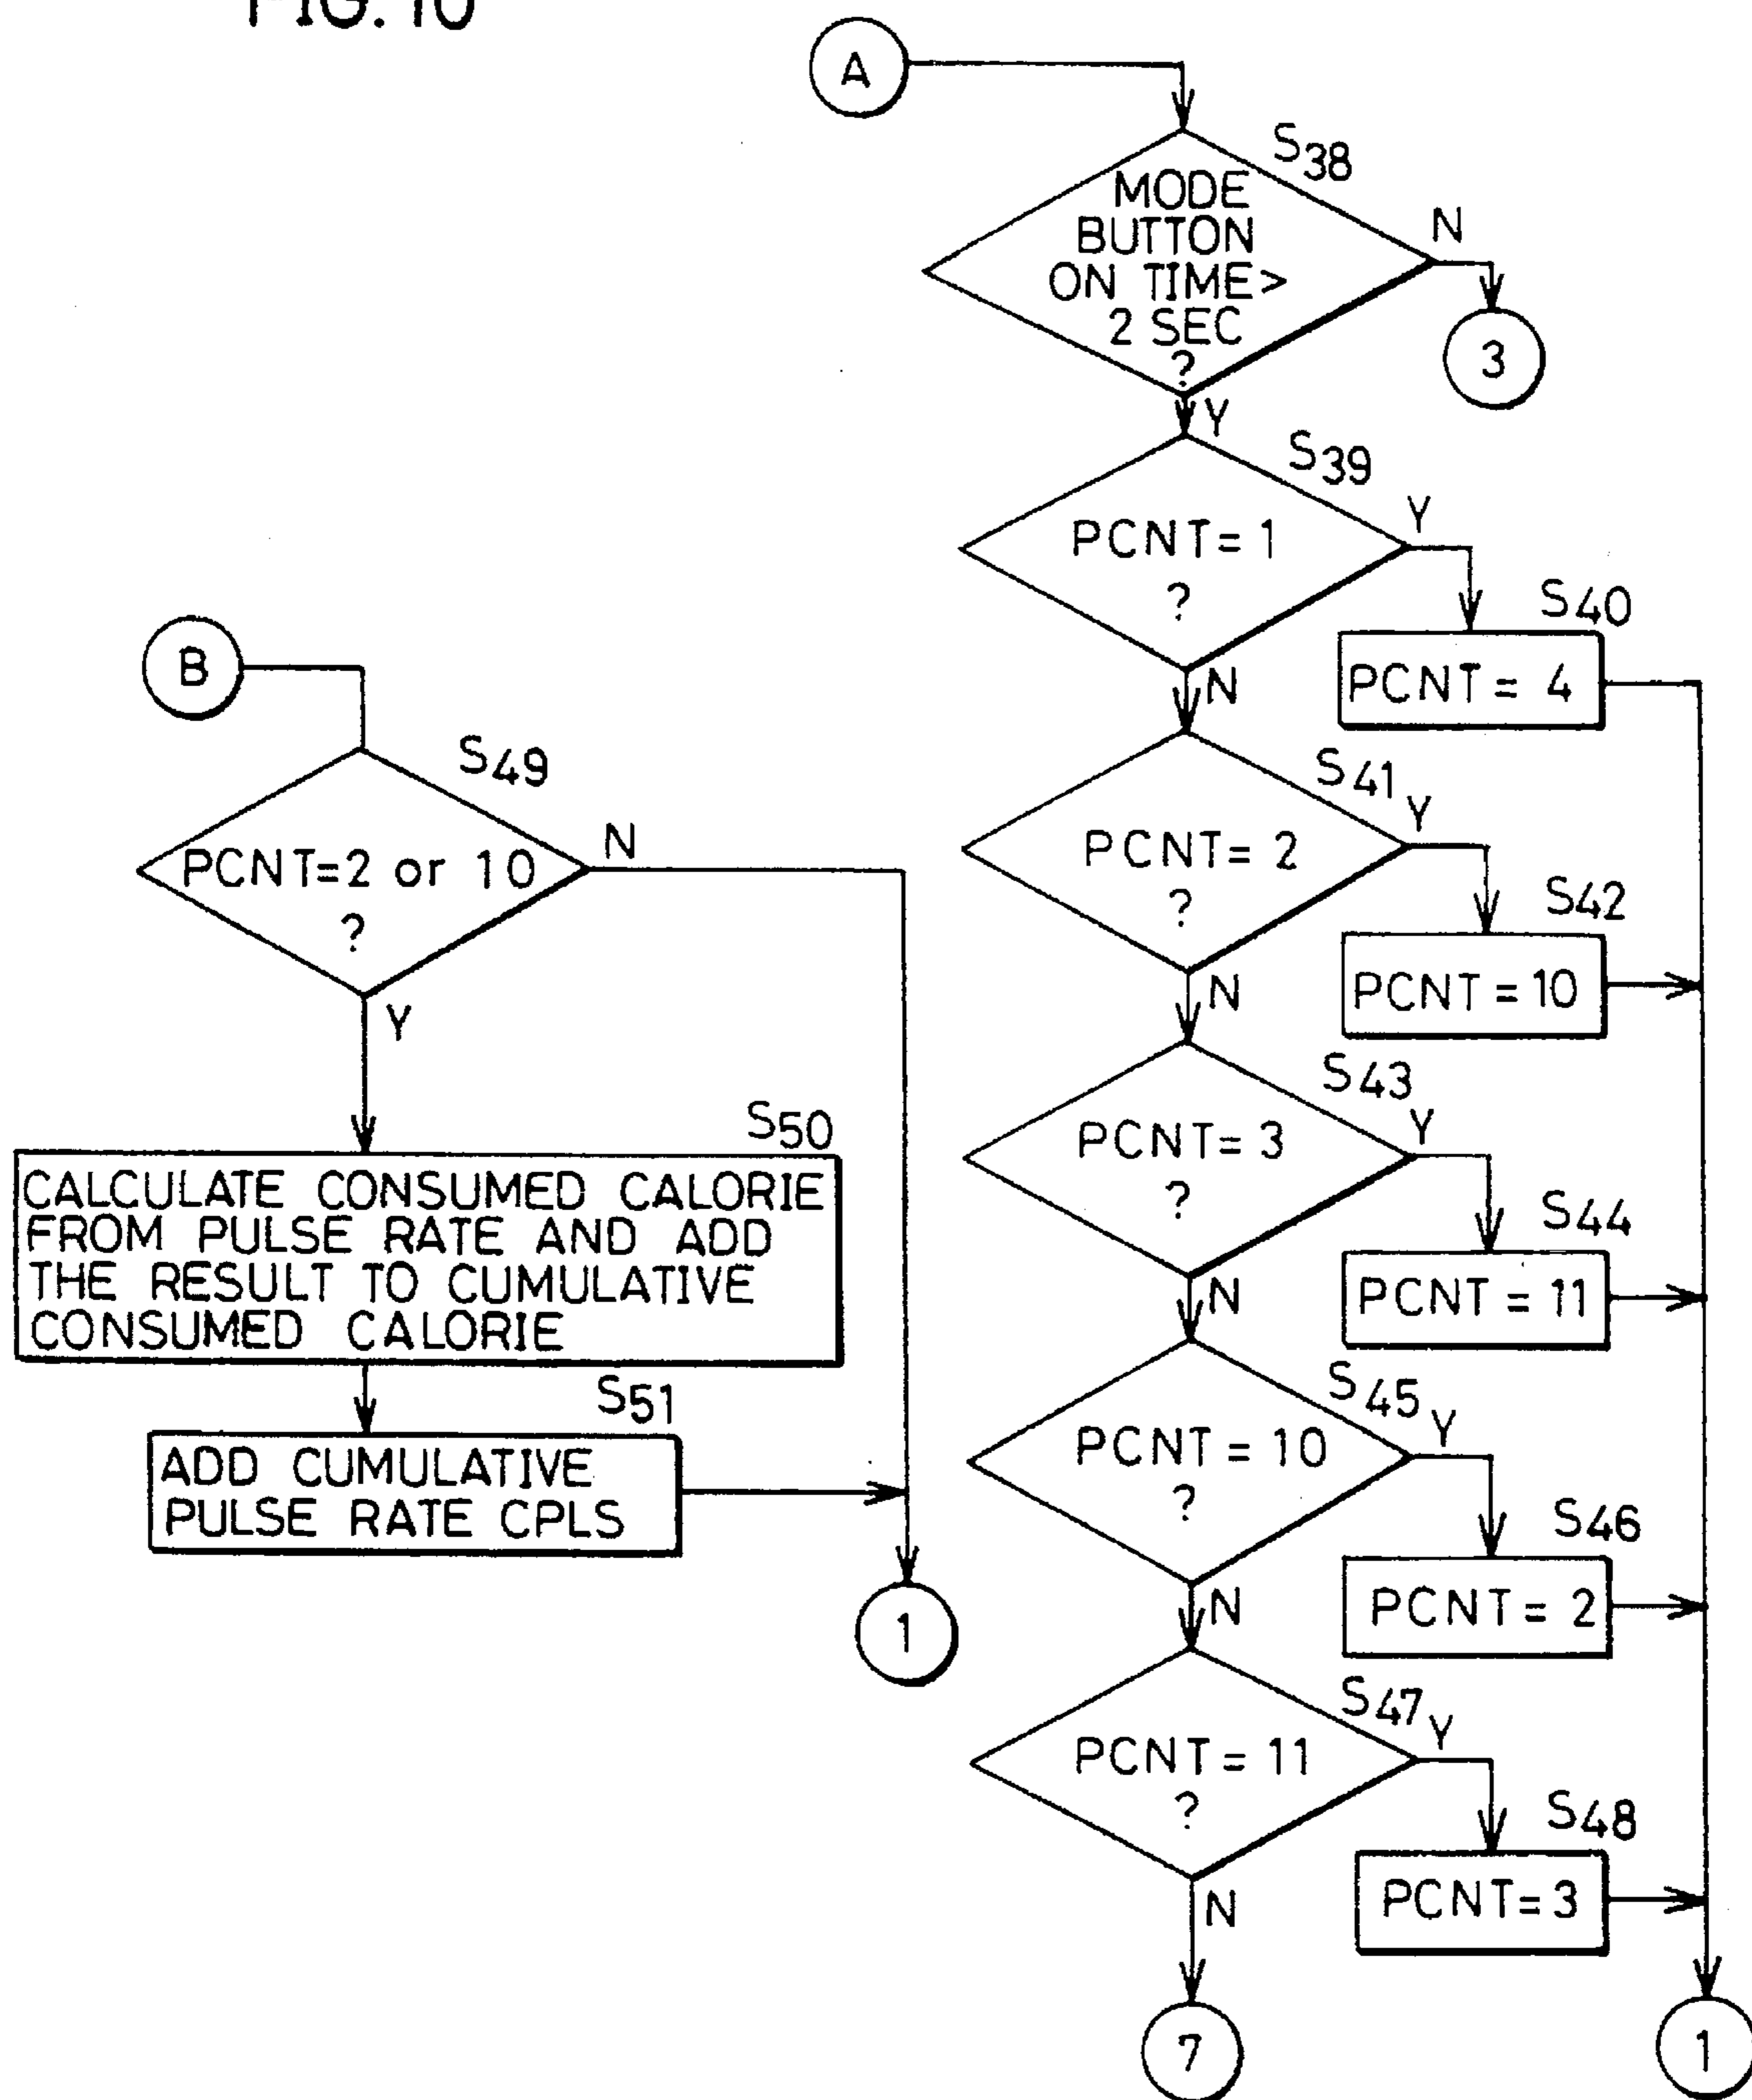 FIG. 10
A
S38
MODE
BUTTON
ON TIME>
2 SEC
?
N
3
Y
S39
PCNT= 1
?
Y
S40
PCNT= 4
N
S41
PCNT= 2
?
Y
S42
PCNT=10
N
S43
PCNT= 3
?
Y
S44
PCNT = 11
N
S45
PCNT=10
?
Y
S46
PCNT= 2
N
S47
PCNT= 11
?
Y
S48
PCNT=3
N
7
1
B
S49
PCNT=2 or 10
?
N
Y
S50
CALCULATE CONSUMED CALORIE
FROM PULSE RATE AND ADD
THE RESULT TO CUMULATIVE
CONSUMED CALORIE
S51
ADD CUMULATIVE
PULSE RATE CPLS
1